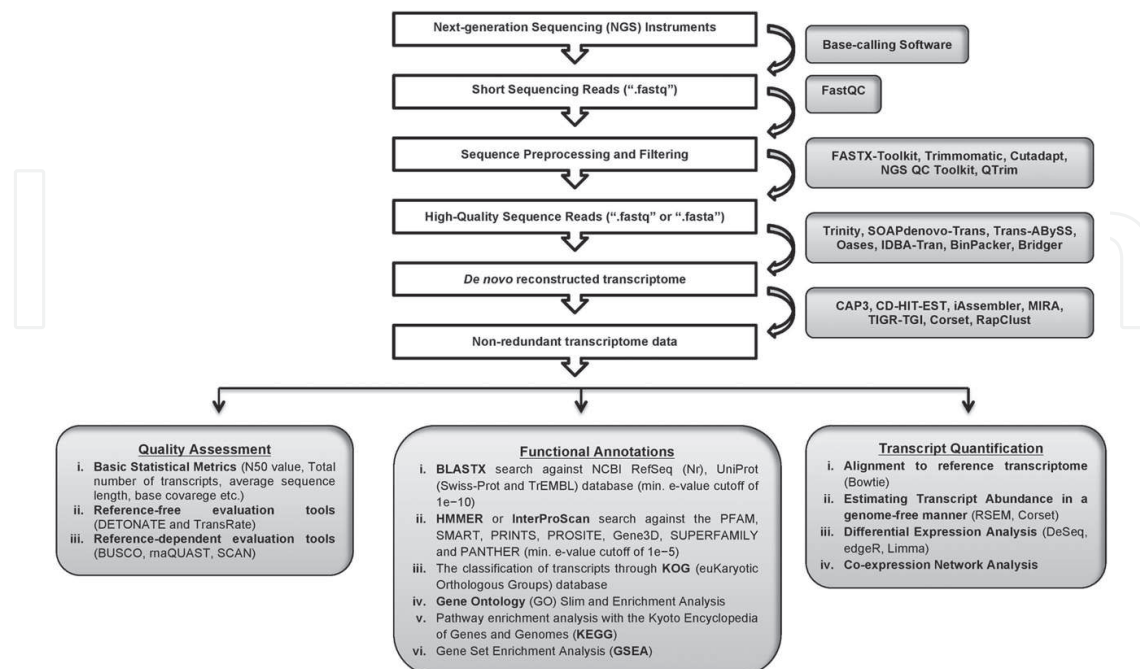 Next-generation Sequencing (NGS) Instruments
Base-calling Software
Short Sequencing Reads (“.fastq”)
FastQC
Sequence Preprocessing and Filtering
FASTX-Toolkit, Trimmomatic, Cutadapt,
NGS QC Toolkit, QTrim
High-Quality Sequence Reads (“.fastq” or “.fasta”)
Trinity, SOAPdenovo-Trans, Trans-ABySS,
Oases, IDBA-Tran, BinPacker, Bridger
De novo reconstructed transcriptome
CAP3, CD-HIT-EST, iAssembler, MIRA,
TIGR-TGI, Corset, RapClust
Non-redundant transcriptome data
Quality Assessment
i. Basic Statistical Metrics (N50 value, Total
number of transcripts, average sequence
length, base covarege etc.)
ii. Reference-free evaluation tools
(DETONATE and TransRate)
iii. Reference-dependent evaluation tools
(BUSCO, rnaQUAST, SCAN)
Functional Annotations
i. BLASTX search against NCBI RefSeq (Nr), UniProt
(Swiss-Prot and TrEMBL) database (min. e-value cutoff of
1e−10)
ii. HMMER or InterProScan search against the PFAM,
SMART, PRINTS, PROSITE, Gene3D, SUPERFAMILY
and PANTHER (min. e-value cutoff of 1e−5)
iii. The classification of transcripts through KOG (euKaryotic
Orthologous Groups) database
iv. Gene Ontology (GO) Slim and Enrichment Analysis
v. Pathway enrichment analysis with the Kyoto Encyclopedia
of Genes and Genomes (KEGG)
vi. Gene Set Enrichment Analysis (GSEA)
Transcript Quantification
i. Alignment to reference transcriptome
(Bowtie)
ii. Estimating Transcript Abundance in a
genome-free manner (RSEM, Corset)
iii. Differential Expression Analysis (DeSeq,
edgeR, Limma)
iv. Co-expression Network Analysis